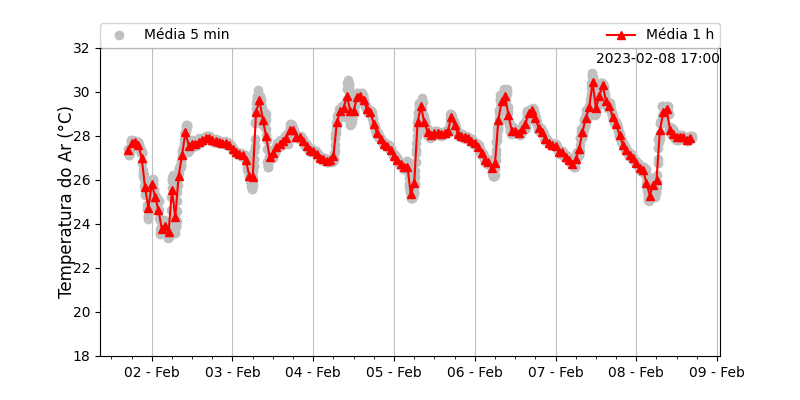 Média 5 min
Média 1 h
2023-02-08 17:00
Temperatura do Ar (°C)
32
30
28
26
24
22
20
18
02 - Feb
03 - Feb
04 - Feb
05 - Feb
06 - Feb
07 - Feb
08 - Feb
09 - Feb